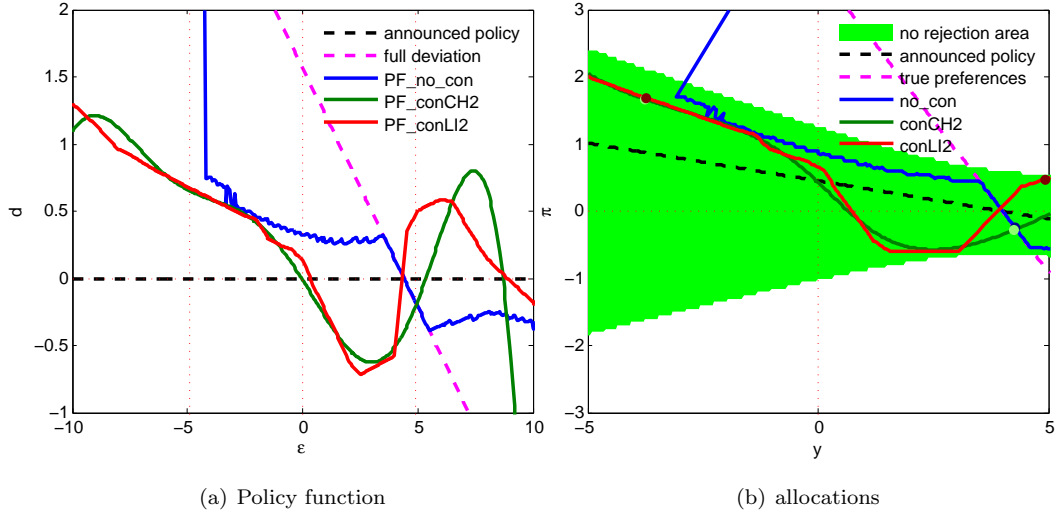 2
1.5
1
0.5
0
−0.5
−1
d
−10
−5
0
5
10
ε
announced policy
full deviation
PF_no_con
PF_conCH2
PF_conLI2
(a) Policy function
3
2
1
0
−1
−2
−3
π
−5
0
5
y
no rejection area
announced policy
true preferences
no_con
conCH2
conLI2
(b) allocations